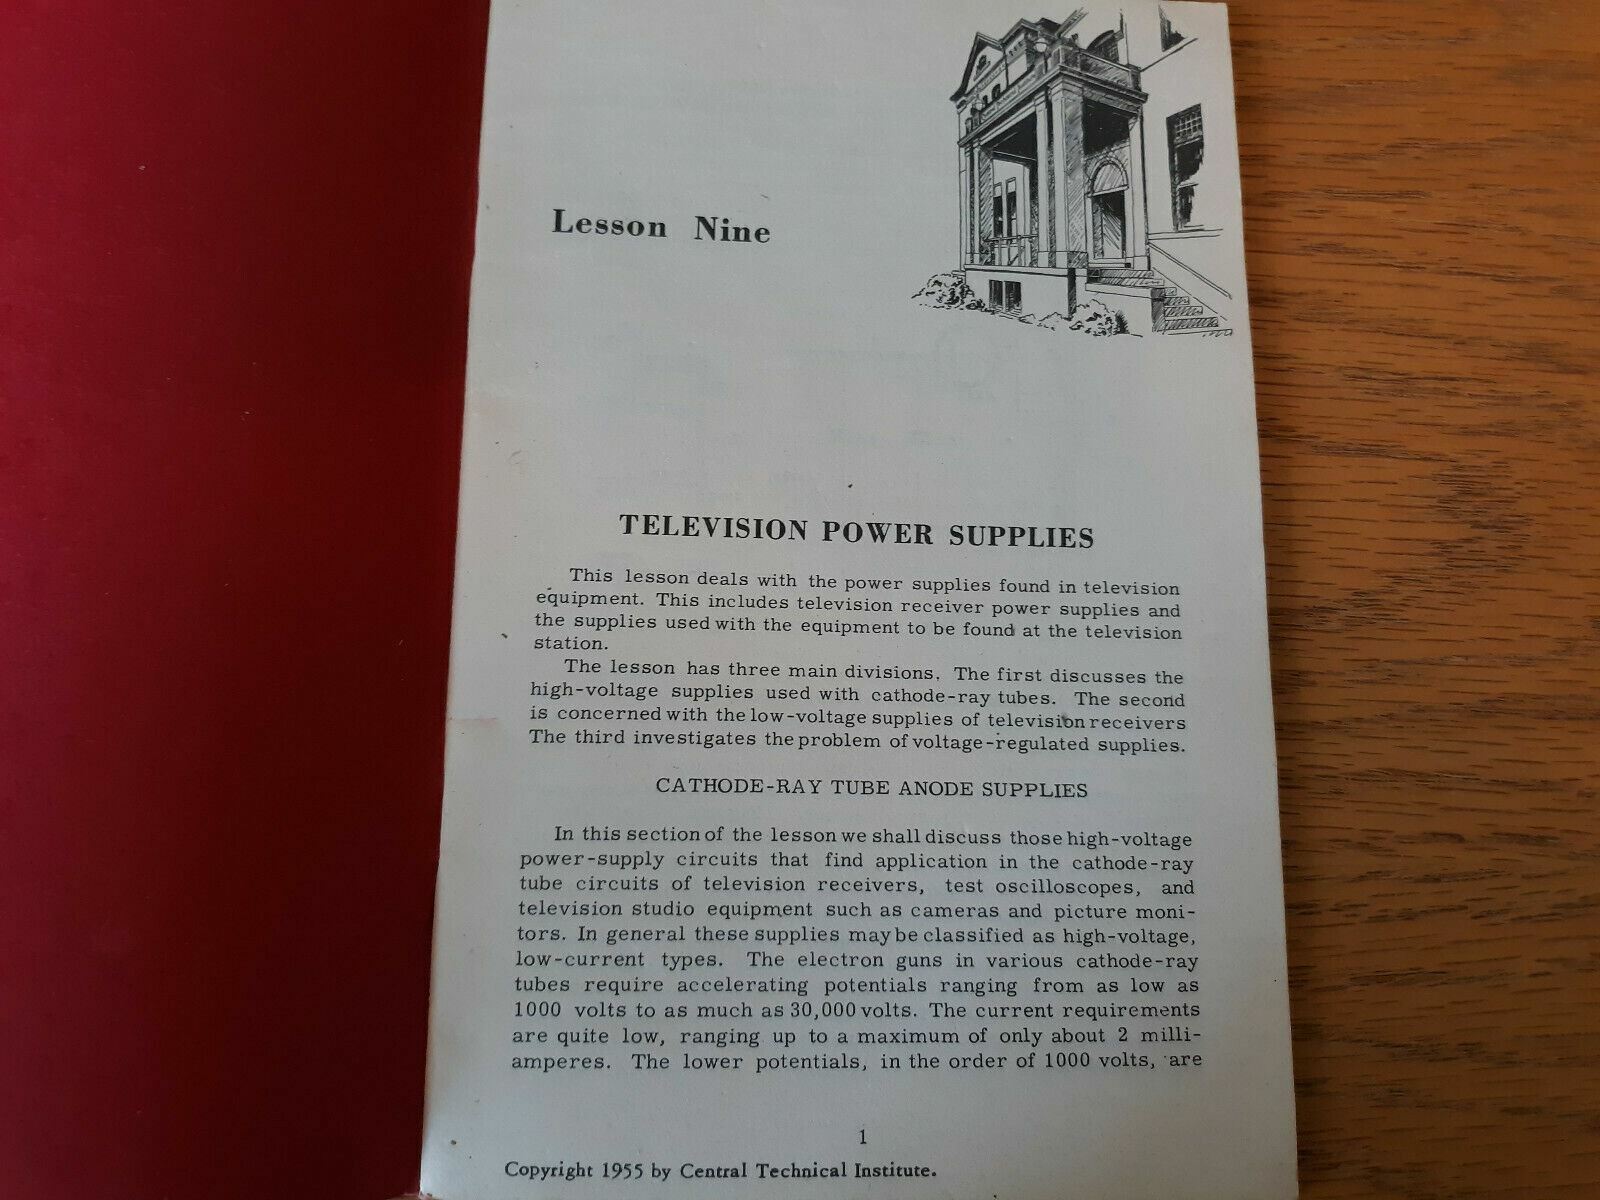 Lesson Nine
TELEVISION POWER SUPPLIES
This lesson deals with the power supplies found in television
equipment. This includes television receiver power supplies and
the supplies used with the equipment to be found at the television
station.
The lesson has three main divisions. The first discusses the
high-voltage supplies used with cathode-ray tubes. The second
is concerned with the low-voltage supplies of television receivers
The third investigates the problem of voltage-regulated supplies.
CATHODE-RAY TUBE ANODE SUPPLIES
In this section of the lesson we shall discuss those high-voltage
power-supply circuits that find application in the cathode-ray
tube circuits of television receivers, test oscilloscopes, and
television studio equipment such as cameras and picture moni-
tors. In general these supplies may be classified as high-voltage,
low-current types. The electron guns in various cathode-ray
tubes require accelerating potentials ranging from as low as
1000 volts to as much as 30,000 volts. The current requirements
are quite low, ranging up to a maximum of only about 2 milli-
amperes. The lower potentials, in the order of 1000 volts, are
1
Copyright 1955 by Central Technical Institute.